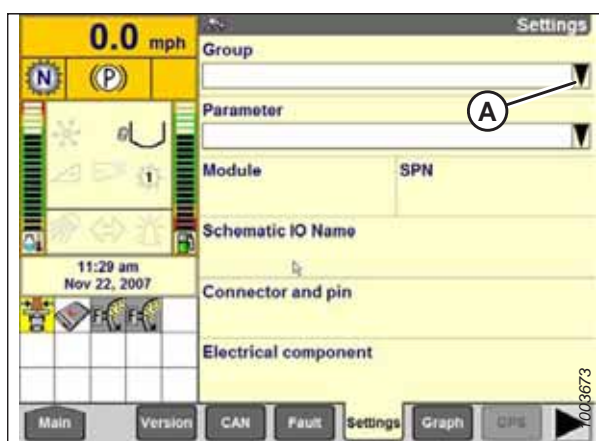 0.0 mph
Settings
Group
N
(P)
A
Parameter
1
Module SPN
Schematic IO Name
11:29 am
Nov 22, 2007
Connector and pin
Electrical component
1003673
Main Version CAN Fault Settings Graph GPS